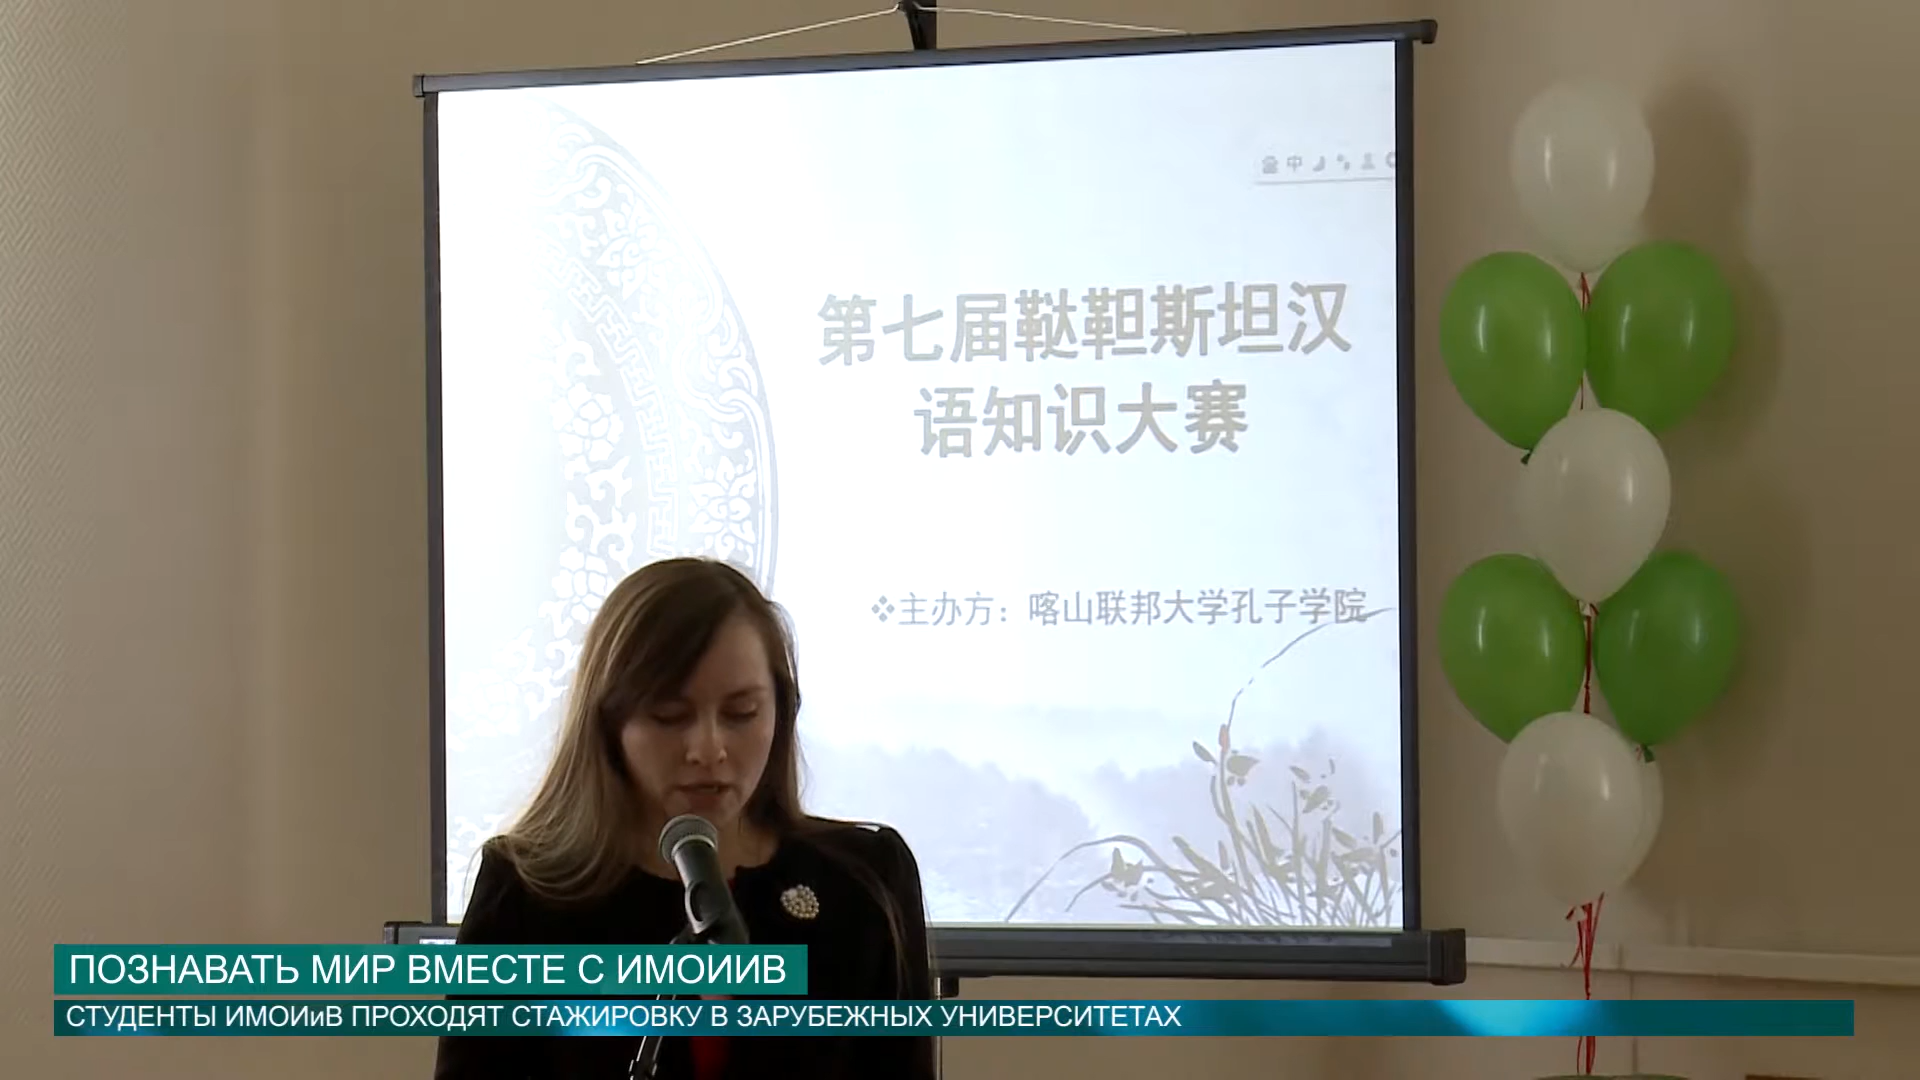 中
第七届鞑靼斯坦汉
语知识大赛
❖主办方：喀山联邦大学孔子学院
ПОЗНАВАТЬ МИР ВМЕСТЕ С ИМОИИВ
СТУДЕНТЫ ИМОИиВ ПРОХОДЯТ СТАЖИРОВКУ В ЗАРУБЕЖНЫХ УНИВЕРСИТЕТАХ